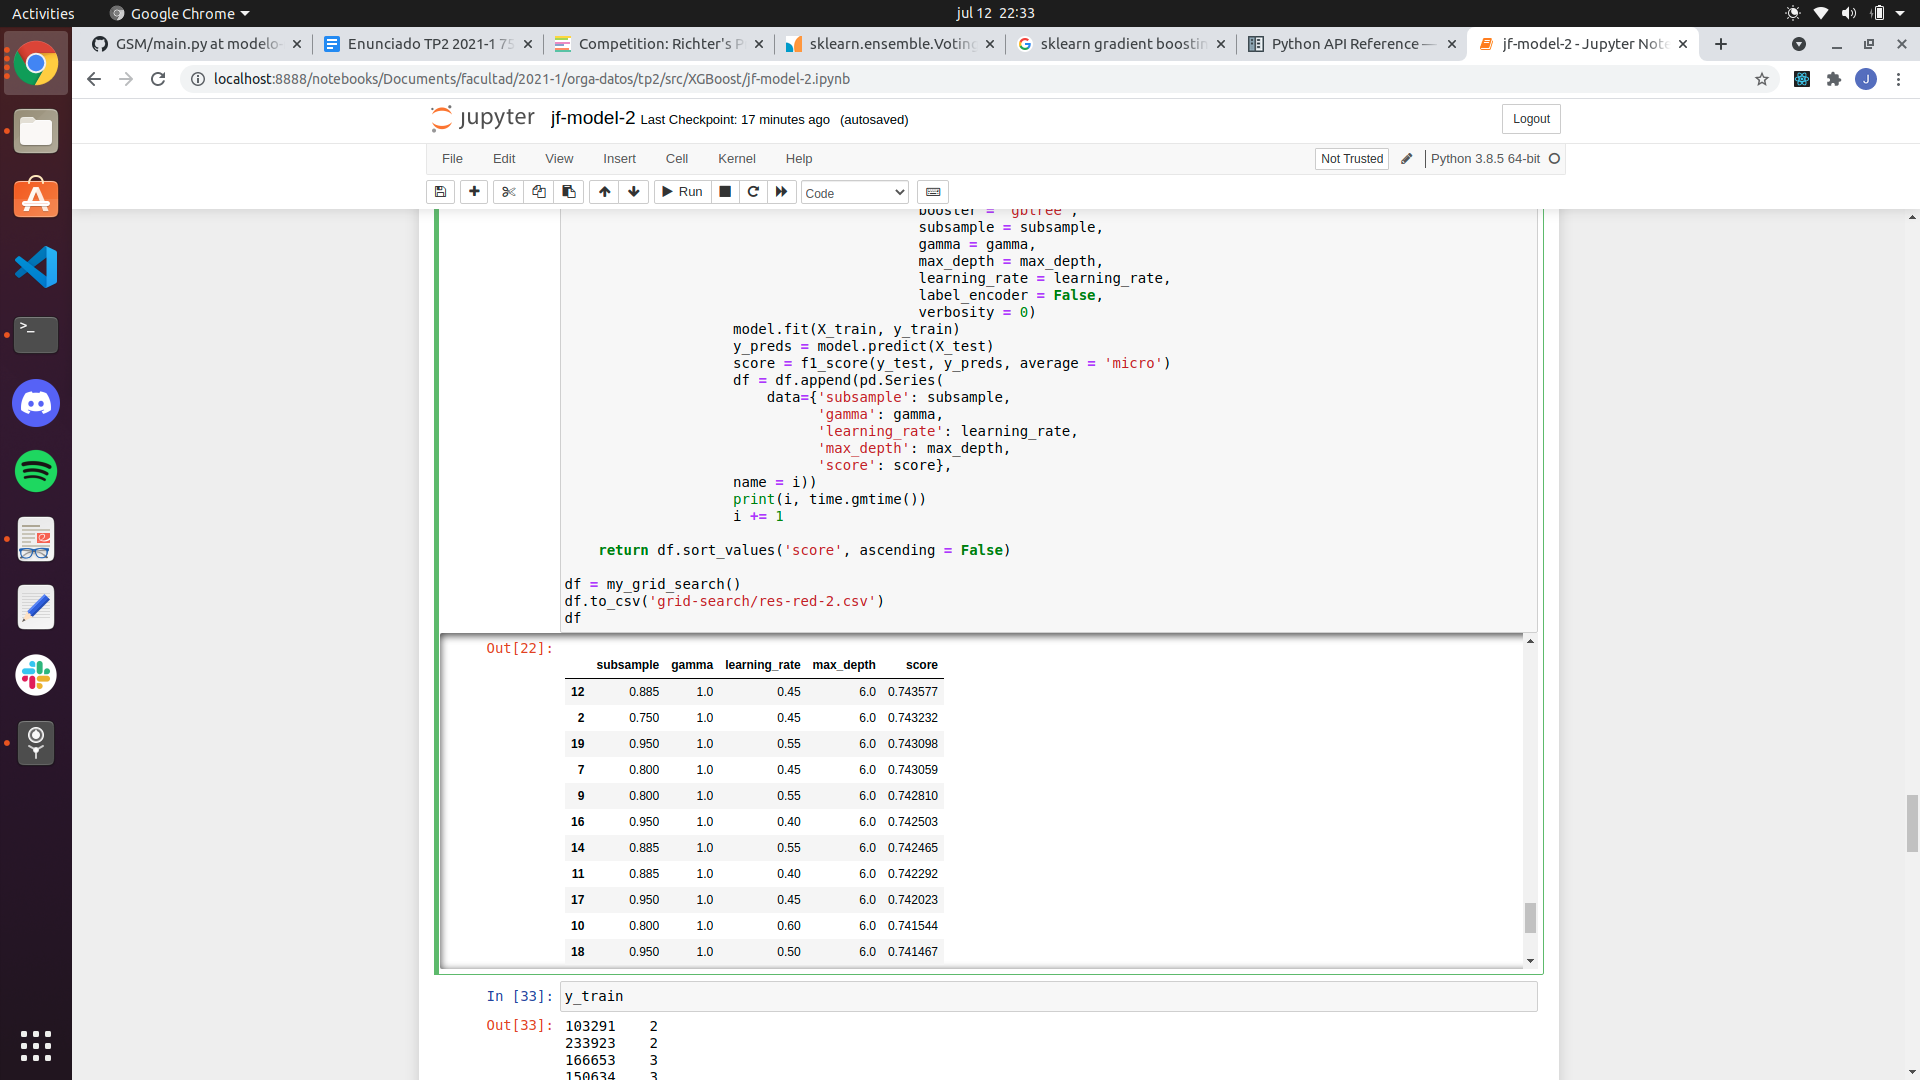 Activities
Google Chrome
jul 12 22:33
GSM/main.py at modelo-
Enunciado TP2 2021-1 75
Competition: Richter's P
sklearn.ensemble.Voting
sklearn gradient boostin
Python API Reference —
jf-model-2 - Jupyter Note
localhost:8888/notebooks/Documents/facultad/2021-1/orga-datos/tp2/src/XGBoost/jf-model-2.ipynb
J
jupyter jf-model-2 Last Checkpoint: 17 minutes ago (autosaved)
Logout
File Edit View Insert Cell Kernel Help
Not Trusted
Python 3.8.5 64-bit
Run
Code
booster = 'gbtree',
subsample = subsample,
gamma = gamma,
max_depth = max_depth,
learning_rate = learning_rate,
label_encoder = False,
verbosity = 0)
model.fit(X_train, y_train)
y_preds = model.predict(X_test)
score = f1_score(y_test, y_preds, average = 'micro')
df = df.append(pd.Series(
data={'subsample': subsample,
'gamma': gamma,
'learning_rate': learning_rate,
'max_depth': max_depth,
'score': score},
name = i))
print(i, time.gmtime())
i += 1
return df.sort_values('score', ascending = False)
df = my_grid_search()
df.to_csv('grid-search/res-red-2.csv')
df
Out[22]:
subsample gamma learning_rate max_depth score
12 0.885 1.0 0.45 6.0 0.743577
2 0.750 1.0 0.45 6.0 0.743232
19 0.950 1.0 0.55 6.0 0.743098
7 0.800 1.0 0.45 6.0 0.743059
9 0.800 1.0 0.55 6.0 0.742810
16 0.950 1.0 0.40 6.0 0.742503
14 0.885 1.0 0.55 6.0 0.742465
11 0.885 1.0 0.40 6.0 0.742292
17 0.950 1.0 0.45 6.0 0.742023
10 0.800 1.0 0.60 6.0 0.741544
18 0.950 1.0 0.50 6.0 0.741467
In [33]: y_train
Out[33]: 103291 2
233923 2
166653 3
150634 3